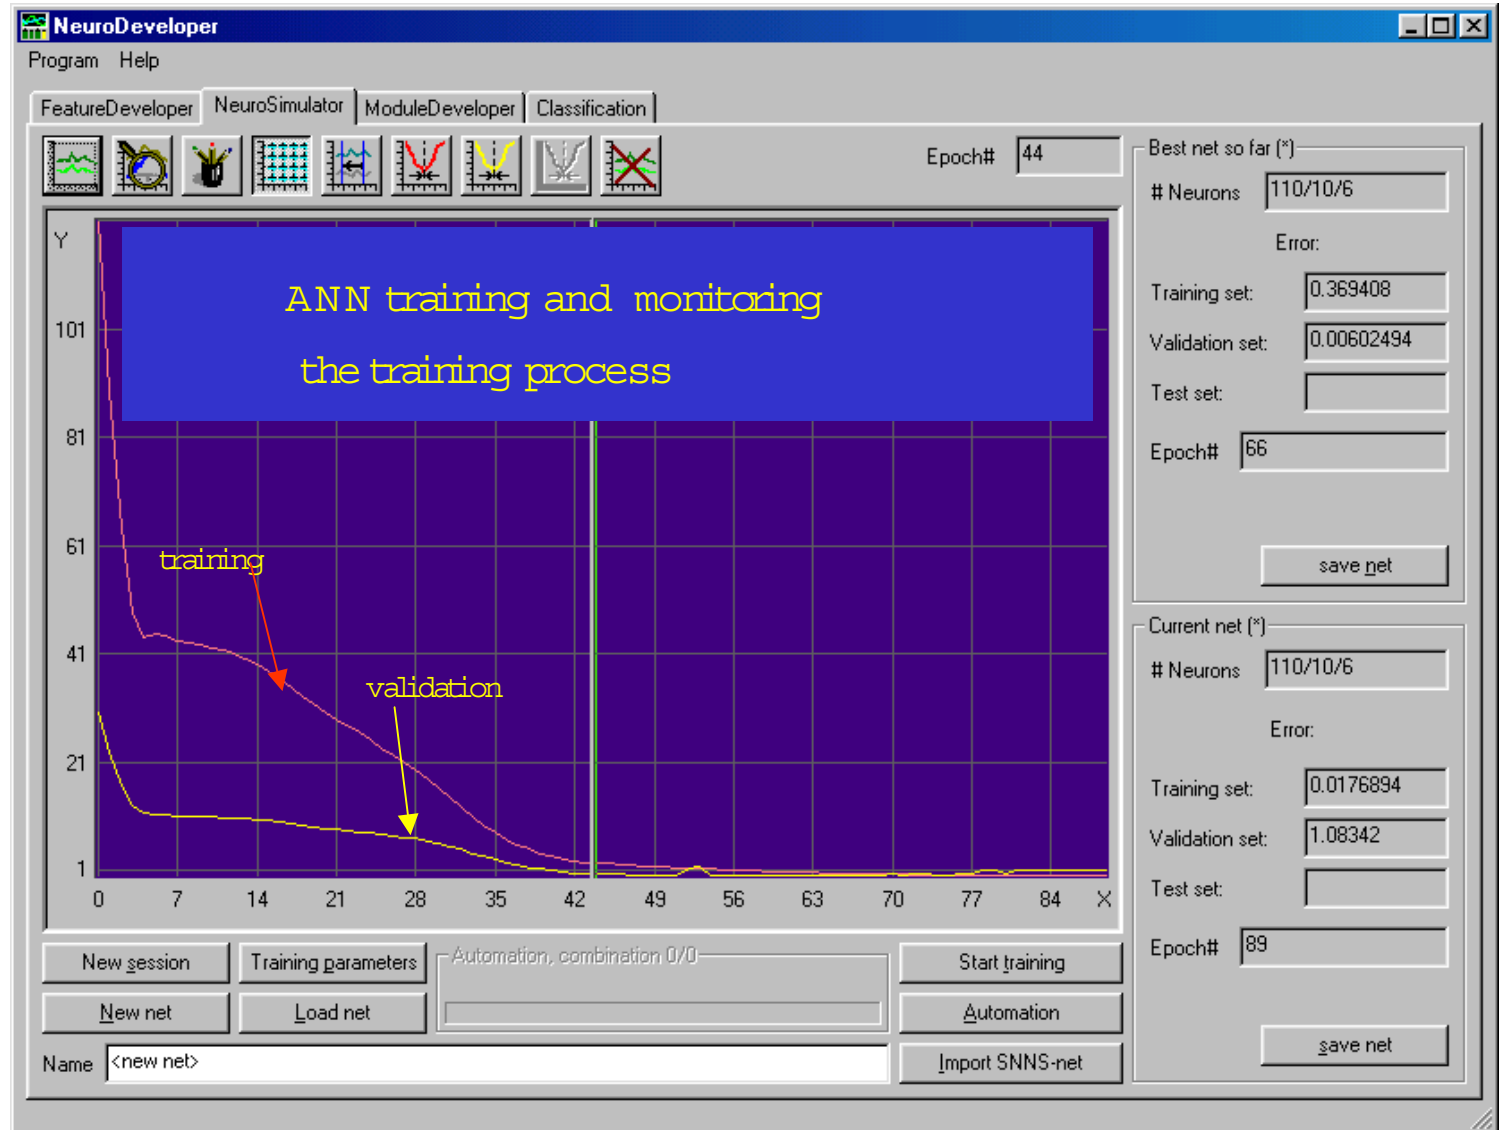 NeuroDeveloper
Program Help
FeatureDeveloper NeuroSimulator ModuleDeveloper Classification
Epoch# 44
Y
ANN training and monitoring
the training process
101
81
61
41
21
1
training
validation
0 7 14 21 28 35 42 49 56 63 70 77 84 X
Best net so far (*)
# Neurons 110/10/6
Error:
Training set: 0.369408
Validation set: 0.00602494
Test set:
Epoch# 66
save net
Current net (*)
# Neurons 110/10/6
Error:
Training set: 0.0176894
Validation set: 1.08342
Test set:
Epoch# 89
save net
New session Training parameters Automation, combination 0/0 Start training
New net Load net Automation
Name <new net> Import SNNS-net